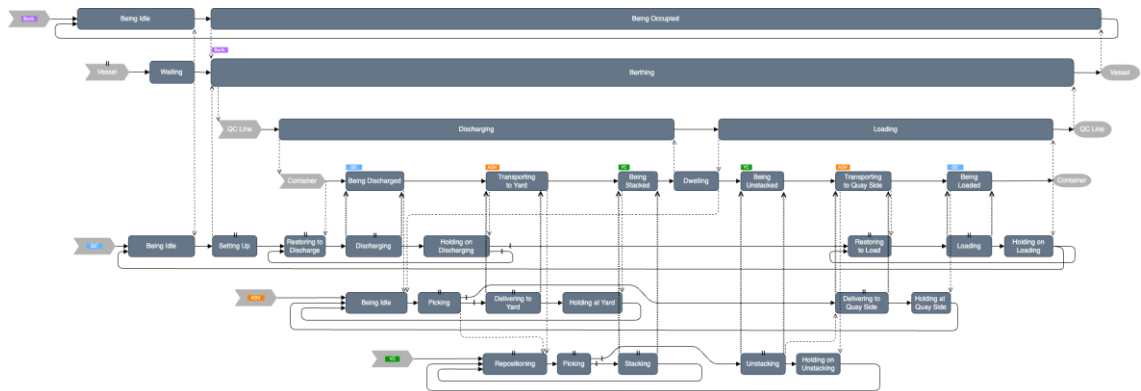 Berth
Being Idle
Being Occupied
Berth
Vessel
Waiting
Berthing
Vessel
QC Line
Discharging
Loading
QC Line
QC
AGV
YC
YC
AGV
QC
Container
Being Discharged
Transporting
to Yard
Being
Stacked
Dwelling
Being
Unstacked
Transporting
to Quay Side
Being
Loaded
Container
QC
Being Idle
Setting Up
Restoring to
Discharge
Discharging
Holding on
Discharging
Restoring
to Load
Loading
Holding on
Loading
AGV
Being Idle
Picking
Delivering to
Yard
Holding at Yard
Delivering to
Quay Side
Holding at
Quay Side
YC
Repositioning
Picking
Stacking
Unstacking
Holding on
Unstacking